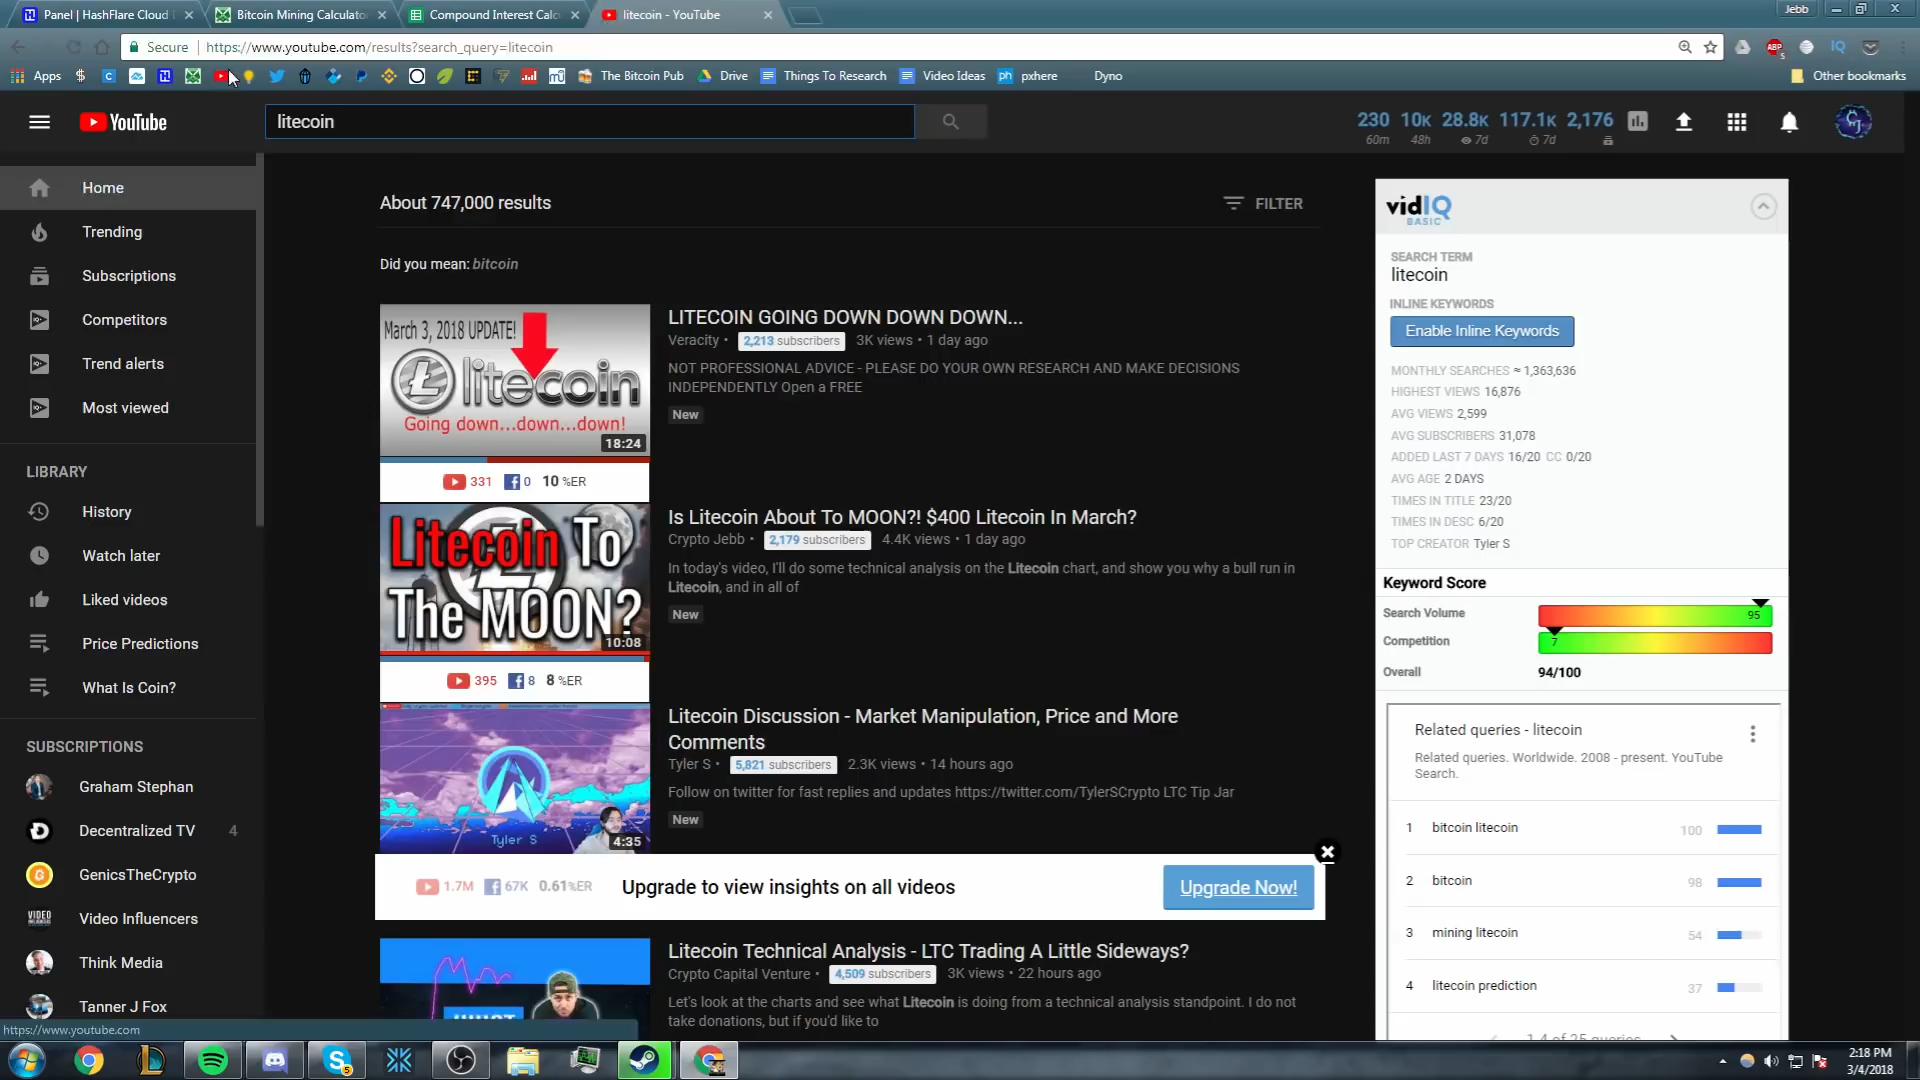 Panel | HashFlare Cloud
Bitcoin Mining Calculato
Compound Interest Calc
litecoin - YouTube
Jebb
Secure
https://www.youtube.com/results?search_query=litecoin
ABP
5
IQ
Apps
The Bitcoin Pub
Drive
Things To Research
Video Ideas
ph
pxhere
Dyno
Other bookmarks
YouTube
litecoin
230 10K 28.8K 117.1K 2,176
60m 48h 7d 7d
Home
Trending
Subscriptions
Competitors
Trend alerts
Most viewed
LIBRARY
History
Watch later
Liked videos
Price Predictions
What Is Coin?
SUBSCRIPTIONS
Graham Stephan
Decentralized TV 4
GenicsTheCrypto
VIDEO
INFLUENCERS
Video Influencers
Think Media
Tanner J Fox
https://www.youtube.com
About 747,000 results
FILTER
Did you mean: bitcoin
March 3, 2018 UPDATE!
litecoin
Going down...down...down!
18:24
331 0 10 %ER
LITECOIN GOING DOWN DOWN DOWN...
Veracity • 2,213 subscribers 3K views • 1 day ago
NOT PROFESSIONAL ADVICE - PLEASE DO YOUR OWN RESEARCH AND MAKE DECISIONS
INDEPENDENTLY Open a FREE
New
Litecoin To
The MOON?
10:08
395 8 8 %ER
Is Litecoin About To MOON?! $400 Litecoin In March?
Crypto Jebb • 2,179 subscribers 4.4K views • 1 day ago
In today's video, I'll do some technical analysis on the Litecoin chart, and show you why a bull run in
Litecoin, and in all of
New
Tyler S
4:35
Litecoin Discussion - Market Manipulation, Price and More
Comments
Tyler S • 5,821 subscribers 2.3K views • 14 hours ago
Follow on twitter for fast replies and updates https://twitter.com/TylerSCrypto LTC Tip Jar
New
1.7M 67K 0.61%ER
Upgrade to view insights on all videos
Upgrade Now!
Litecoin Technical Analysis - LTC Trading A Little Sideways?
Crypto Capital Venture • 4,509 subscribers 3K views • 22 hours ago
Let's look at the charts and see what Litecoin is doing from a technical analysis standpoint. I do not
take donations, but if you'd like to
vidIQ
BASIC
SEARCH TERM
litecoin
INLINE KEYWORDS
Enable Inline Keywords
MONTHLY SEARCHES ≈ 1,363,636
HIGHEST VIEWS 16,876
AVG VIEWS 2,599
AVG SUBSCRIBERS 31,078
ADDED LAST 7 DAYS 16/20 CC 0/20
AVG AGE 2 DAYS
TIMES IN TITLE 23/20
TIMES IN DESC 6/20
TOP CREATOR Tyler S
Keyword Score
Search Volume 95
Competition 7
Overall 94/100
Related queries - litecoin
Related queries. Worldwide. 2008 - present. YouTube
Search.
1 bitcoin litecoin 100
2 bitcoin 98
3 mining litecoin 54
4 litecoin prediction 37
1-4 of 25 queries
2:18 PM
3/4/2018